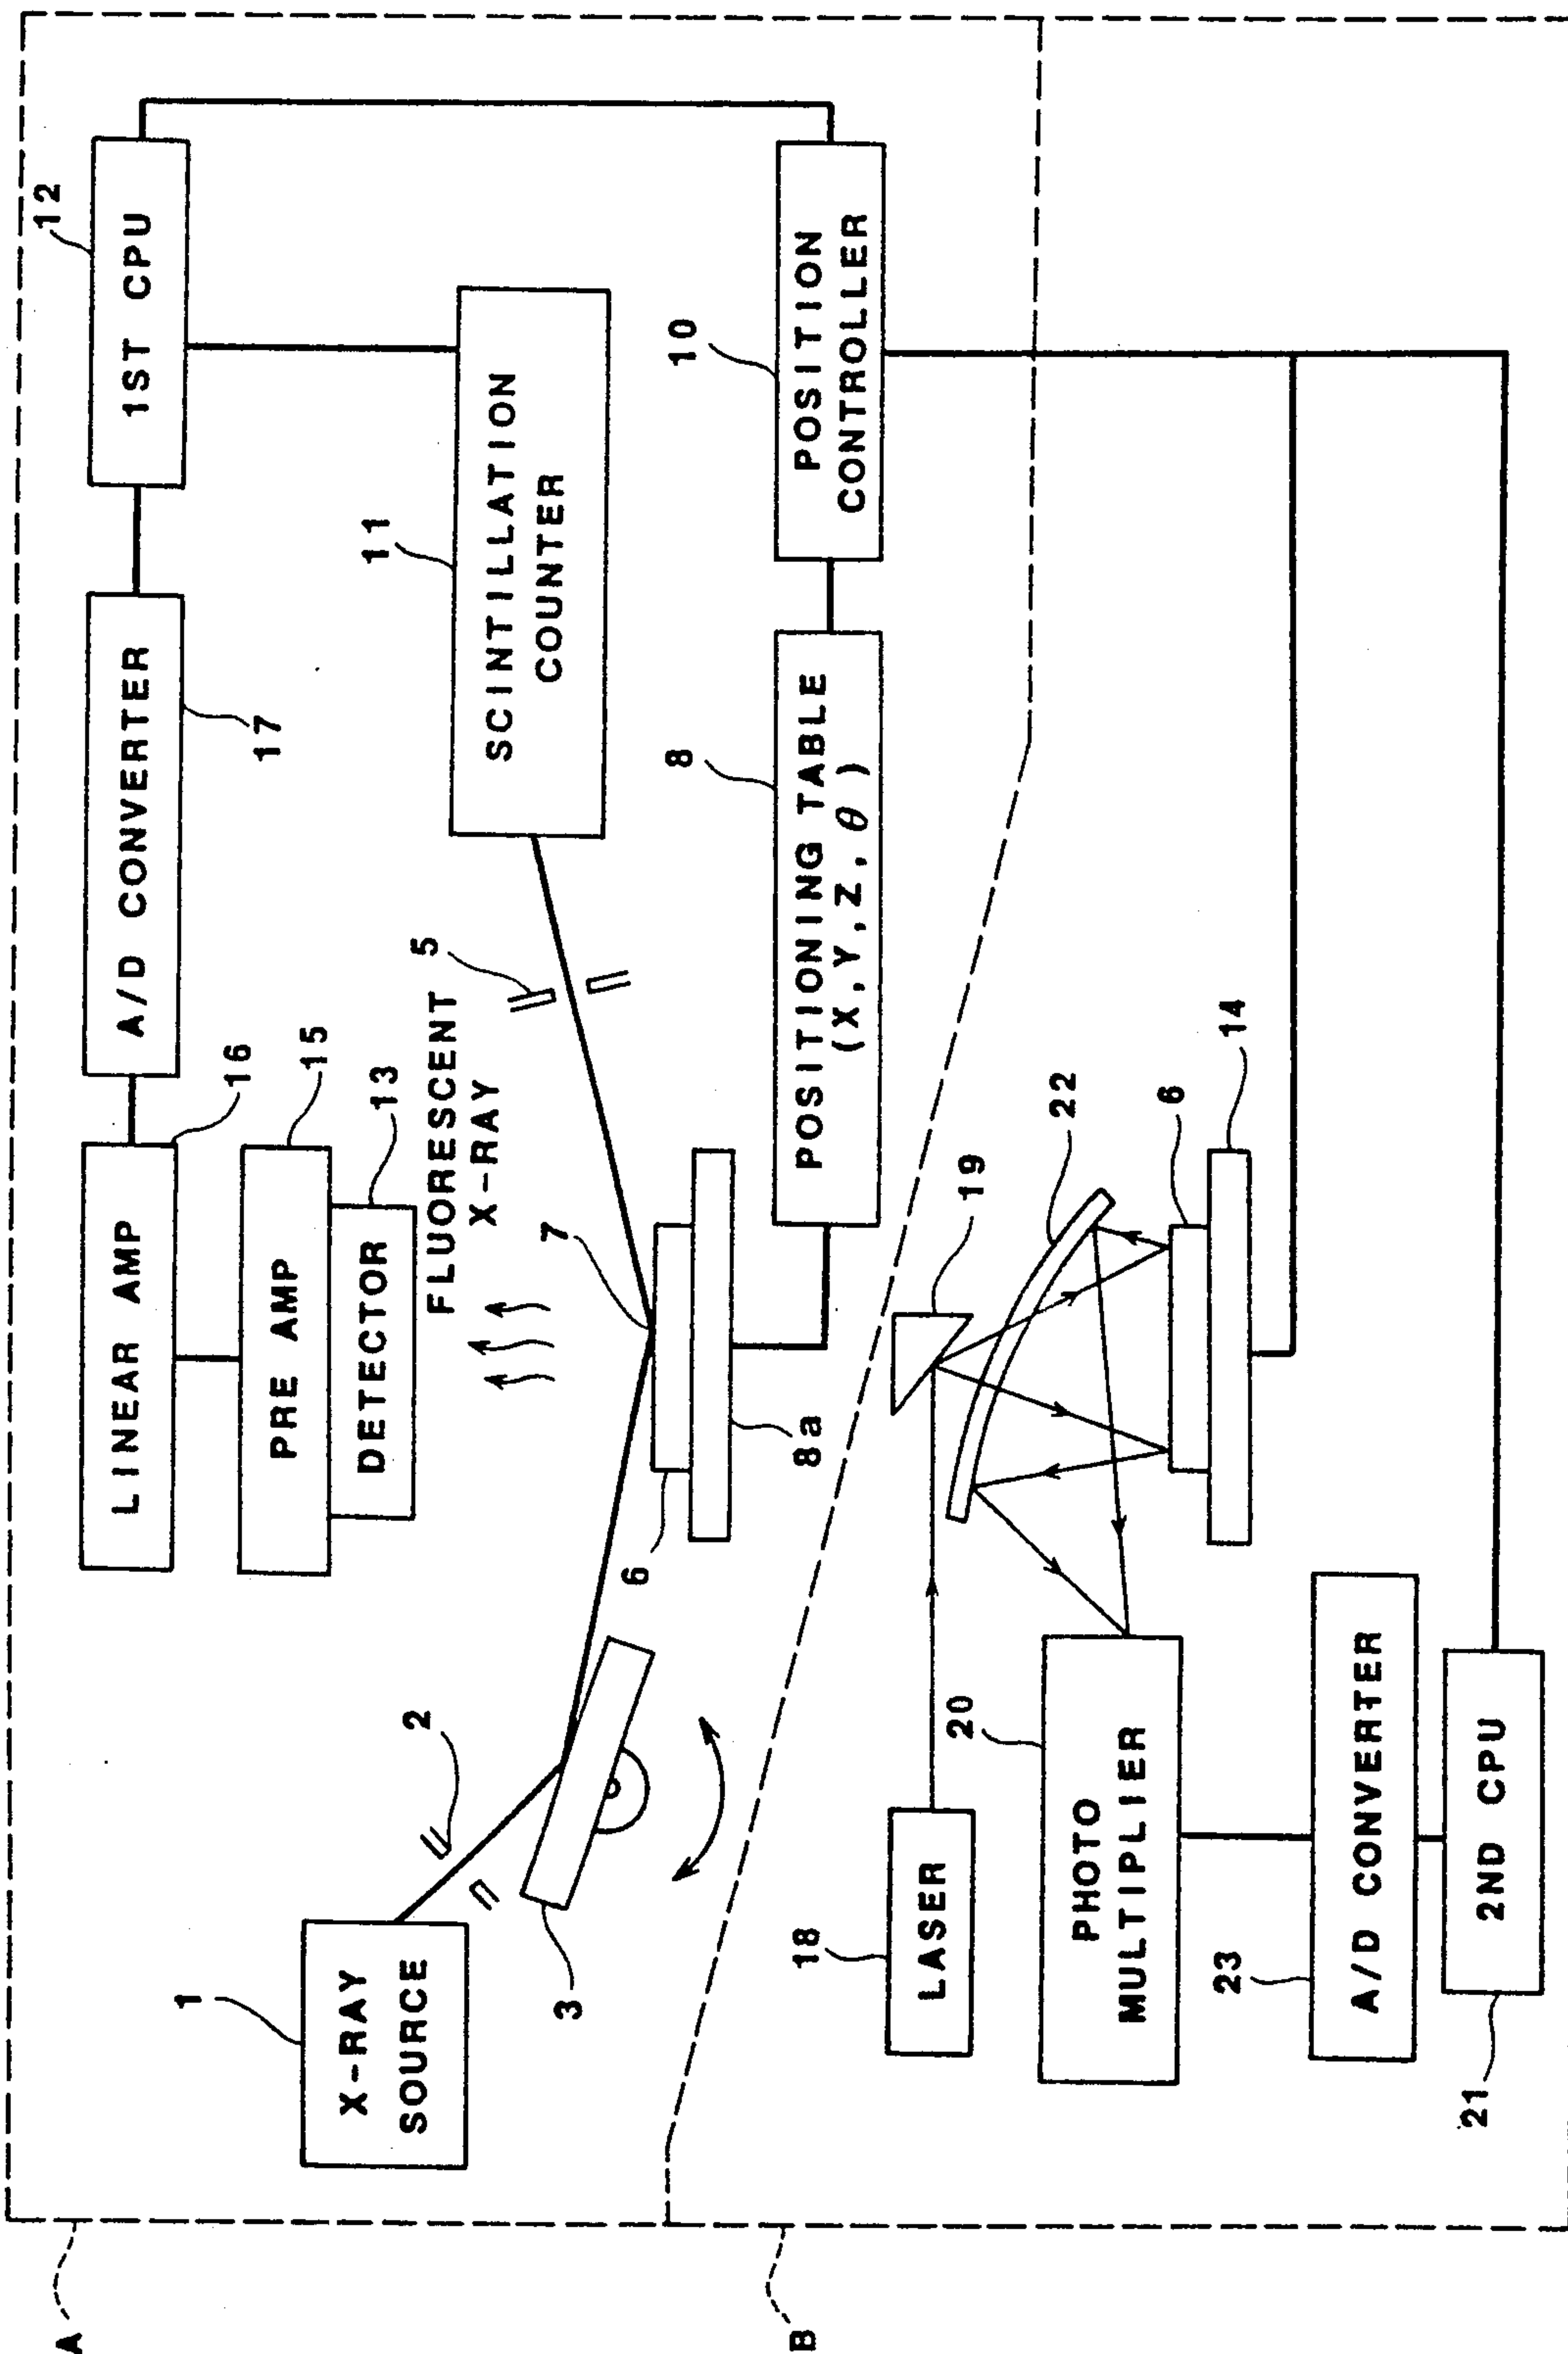 A
12
1ST CPU
17
A/D CONVERTER
16
LINEAR AMP
15
PRE AMP
13
DETECTOR
FLUORESCENT
X-RAY
11
SCINTILLATION
COUNTER
5
7
2
1
X-RAY
SOURCE
3
6
8a
8
POSITIONING TABLE
(X,Y,Z,θ)
10
POSITION
CONTROLLER
B
18
LASER
19
22
6
14
20
PHOTO
MULTIPLIER
23
A/D CONVERTER
21
2ND CPU